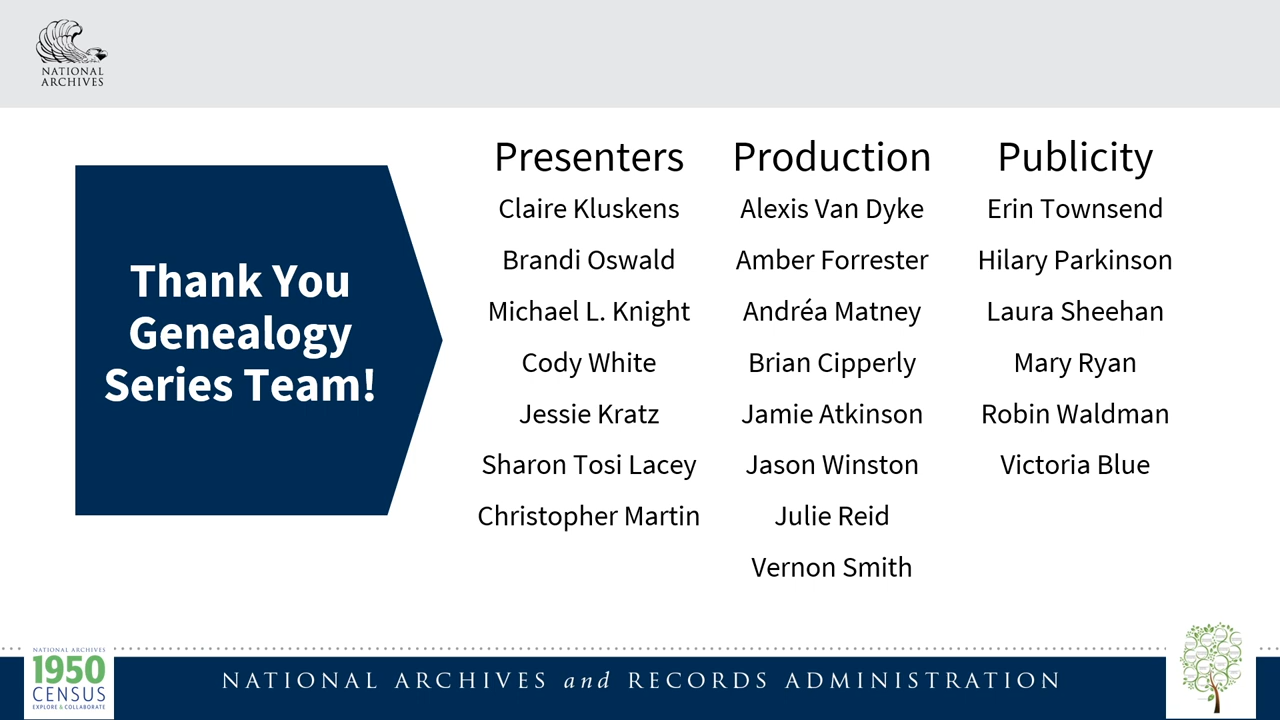 NATIONAL
ARCHIVES
Thank You
Genealogy
Series Team!
Presenters
Claire Kluskens
Brandi Oswald
Michael L. Knight
Cody White
Jessie Kratz
Sharon Tosi Lacey
Christopher Martin
Production
Alexis Van Dyke
Amber Forrester
Andréa Matney
Brian Cipperly
Jamie Atkinson
Jason Winston
Julie Reid
Vernon Smith
Publicity
Erin Townsend
Hilary Parkinson
Laura Sheehan
Mary Ryan
Robin Waldman
Victoria Blue
NATIONAL ARCHIVES
1950
CENSUS
EXPLORE & COLLABORATE
NATIONAL ARCHIVES and RECORDS ADMINISTRATION